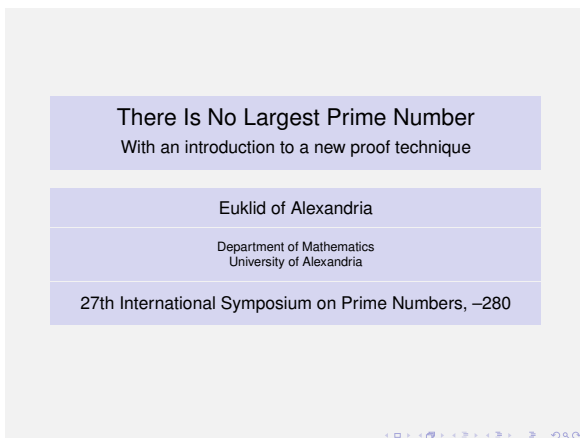 There Is No Largest Prime Number
With an introduction to a new proof technique
Euklid of Alexandria
Department of Mathematics
University of Alexandria
27th International Symposium on Prime Numbers, –280